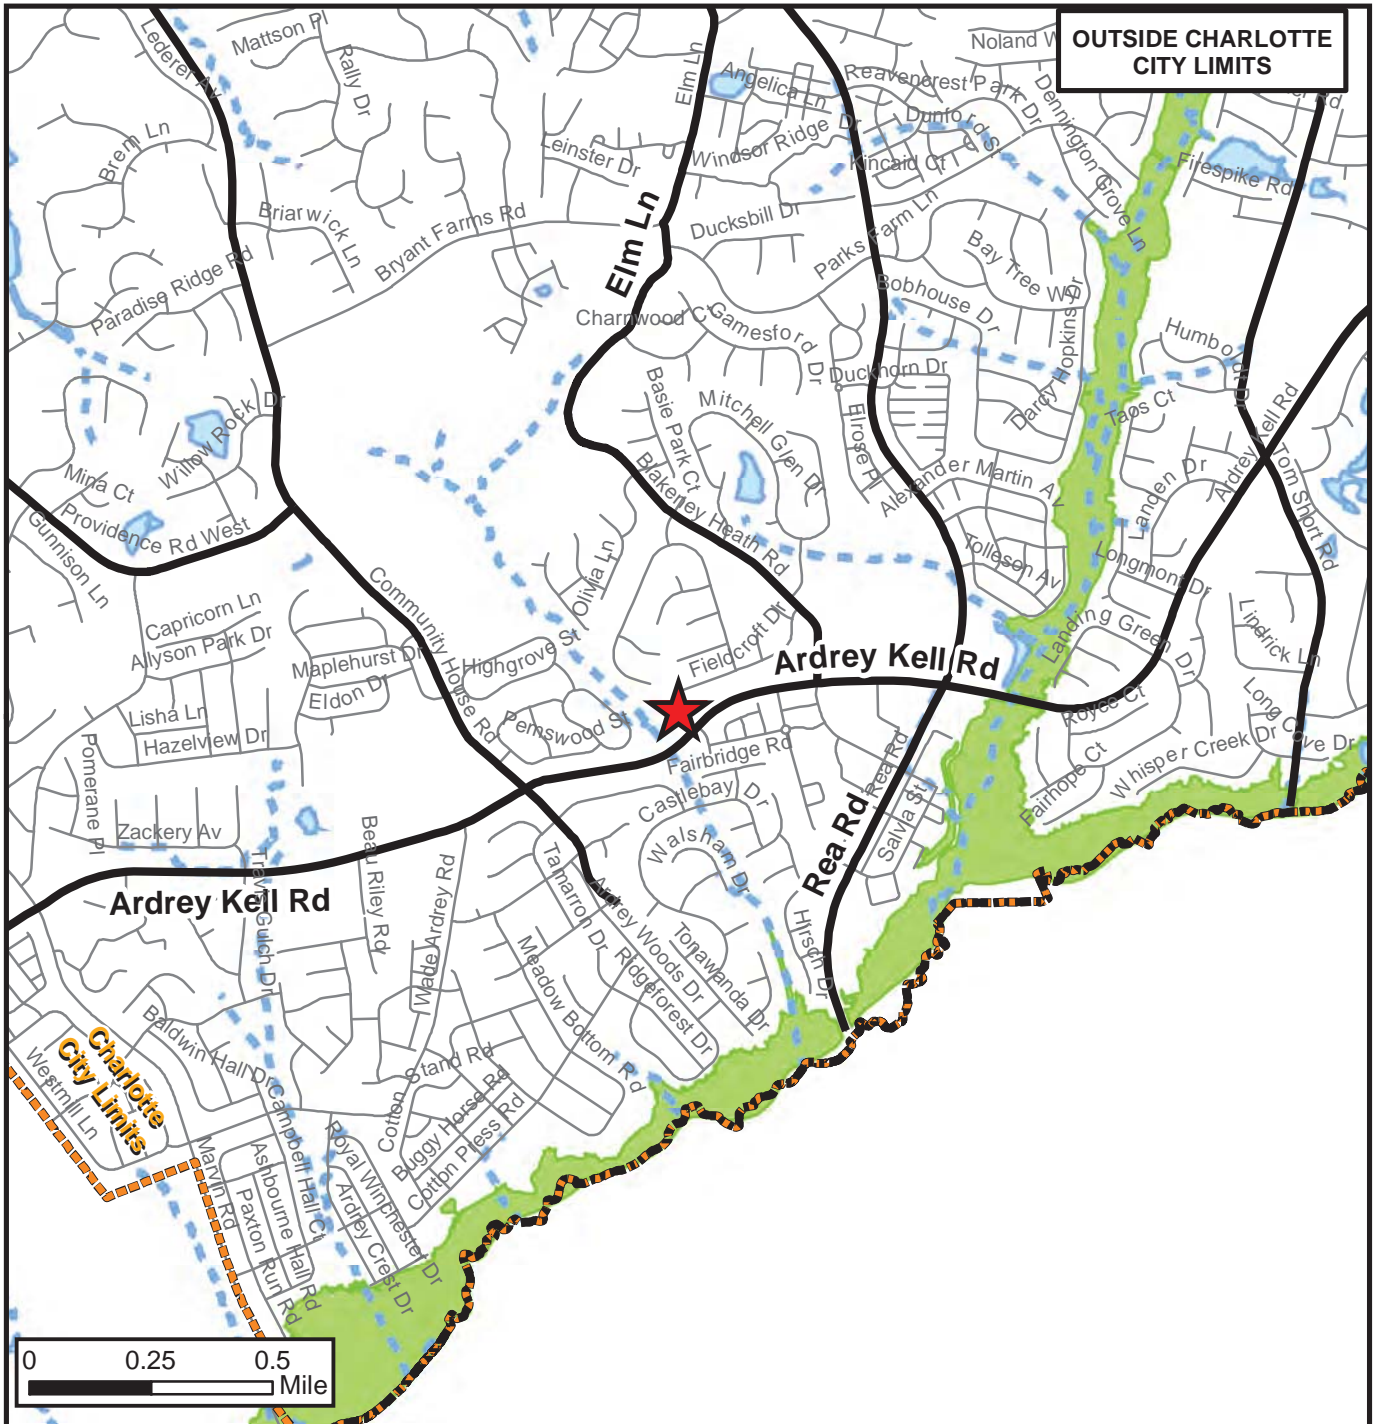 OUTSIDE CHARLOTTE
CITY LIMITS
Lederer Av
Mattson Pl
Rally Dr
Elm Ln
Angelica Ln
Reavencrest Park Dr
Dunford St
Dennington Grove Ln
Brem Ln
Leinster Dr
Windsor Ridge Dr
Kincaid Ct
Firespike Rd
Briarwick Ln
Bryant Farms Rd
Elm Ln
Ducksbill Dr
Parks Farm Ln
Bay Tree Wy
Paradise Ridge Rd
Bobhouse Dr
Charnwood C
Gamesford Dr
Darcy Hopkins Dr
Humboldt Dr
Duckhorn Dr
Basie Park Ct
Mitchell Glen Dr
Elrose Pl
Taos Ct
Ardrey Kell Rd
Willow Rock Dr
Mina Ct
Providence Rd West
Gunnison Ln
Blakeney Heath Rd
Alexander Martin Av
Landen Dr
Tom Short Rd
Tolleson Av
Longmont Dr
Olivia Ln
Community House Rd
Capricorn Ln
Allyson Park Dr
Maplehurst Dr
Eldon Dr
Highgrove St
Fieldcroft Dr
Ardrey Kell Rd
Landing Green Dr
Lindrick Ln
Lisha Ln
Hazelview Dr
Pomerane Pl
Pemswood St
Fairbridge Rd
Rea Rd
Royce Ct
Long Cove Dr
Whisper Creek Dr
Fairhope Ct
Castlebay Dr
Walsham Dr
Rea Rd
Salvia St
Zackery Av
Ardrey Kell Rd
Travis Gulch Dr
Beau Riley Rd
Wade Ardrey Rd
Tamarron Dr
Ardrey Woods Dr
Ridgeforest Dr
Tonawanda Dr
Hirsch Dr
Meadow Bottom Rd
Charlotte
City Limits
Westmill Ln
Baldwin Hall Dr
Campbell Hall Ct
Cotton Stand Rd
Buggy Horse Rd
Cotton Press Rd
Marvin Rd
Ashbourne Hall Rd
Paxton Run Rd
Royal Winchester Dr
Ardrey Crest Dr
0 0.25 0.5
Mile